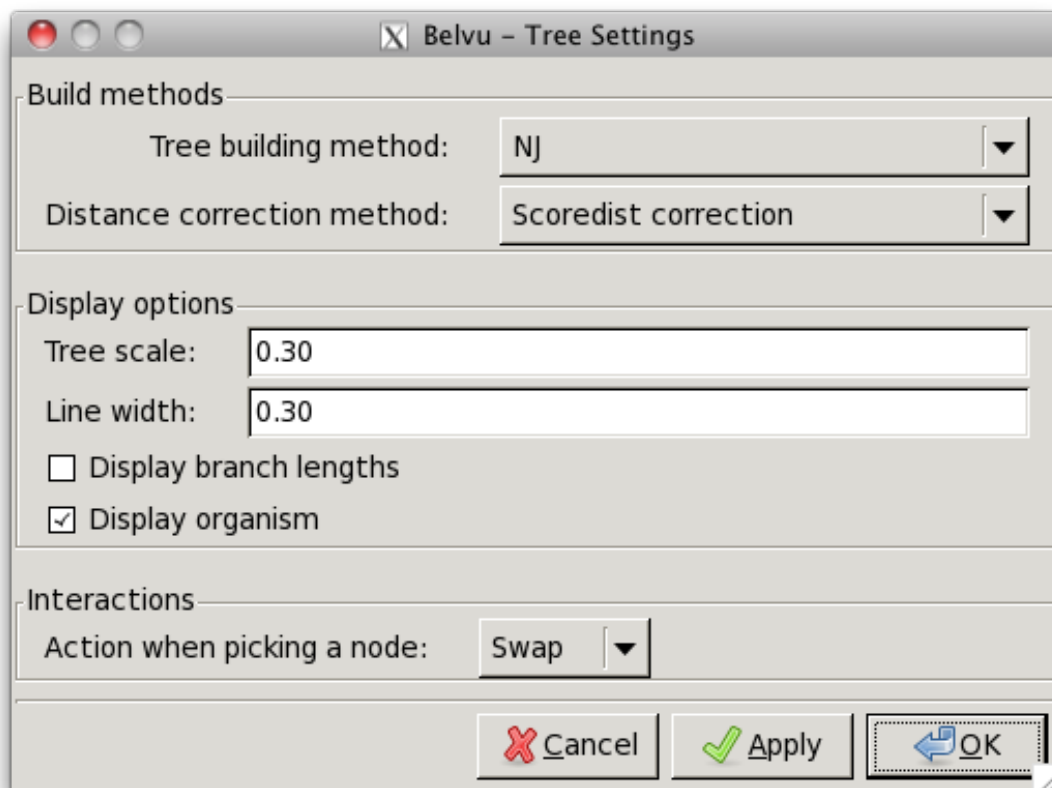 Belvu – Tree Settings
Build methods
Tree building method: NJ
Distance correction method: Scoredist correction
Display options
Tree scale: 0.30
Line width: 0.30
Display branch lengths
Display organism
Interactions
Action when picking a node: Swap
Cancel Apply OK